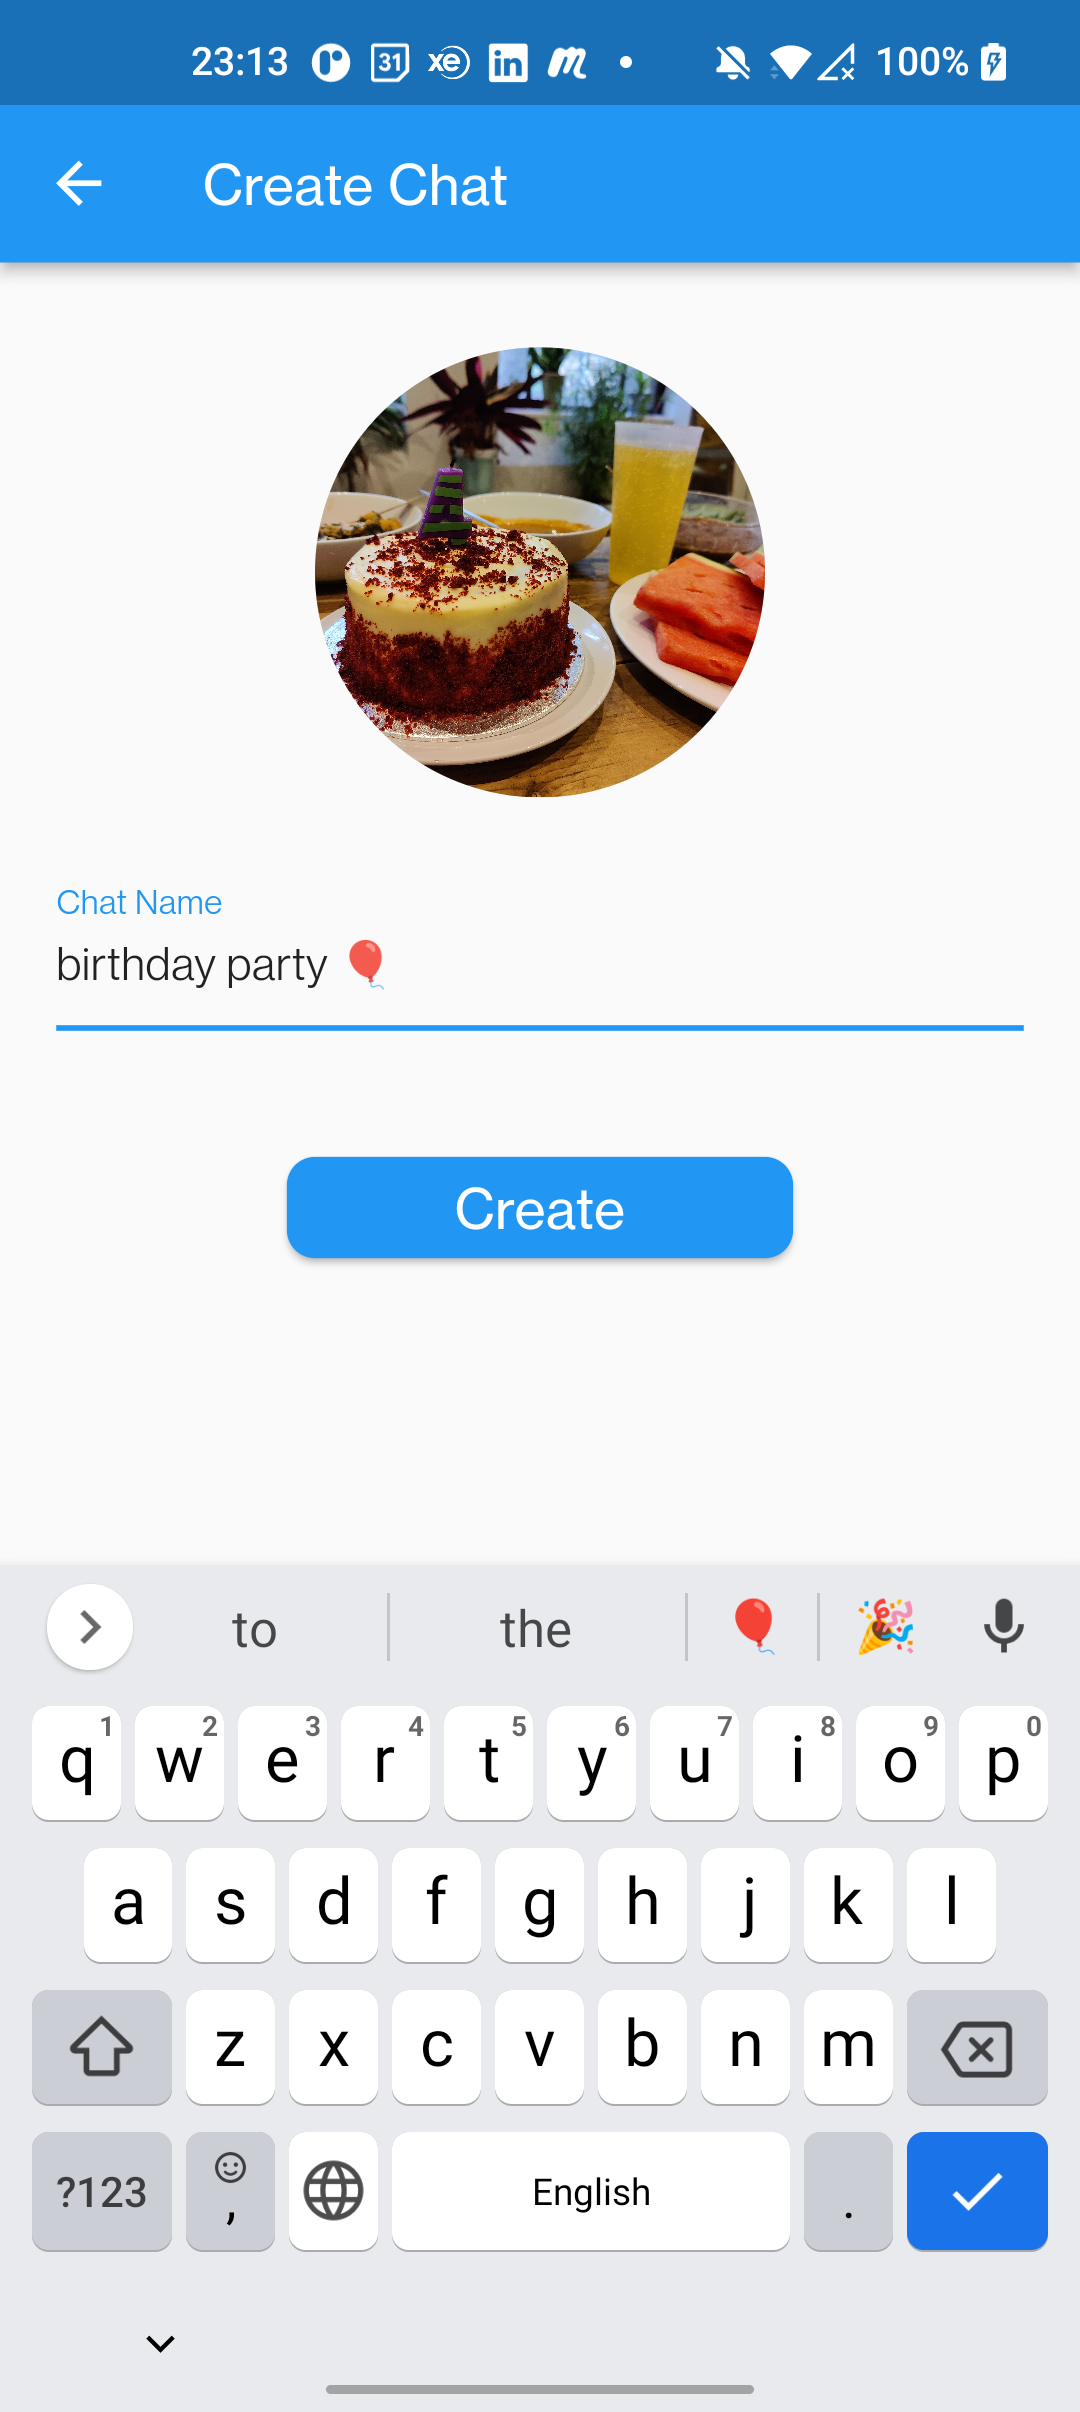 23:13 31 xe in m 100%
Create Chat
4
Chat Name
birthday party 🎈
Create
to the 🎈 🎉
q1 w2 e3 r4 t5 y6 u7 i8 o9 p0
a s d f g h j k l
z x c v b n m
?123 , English .